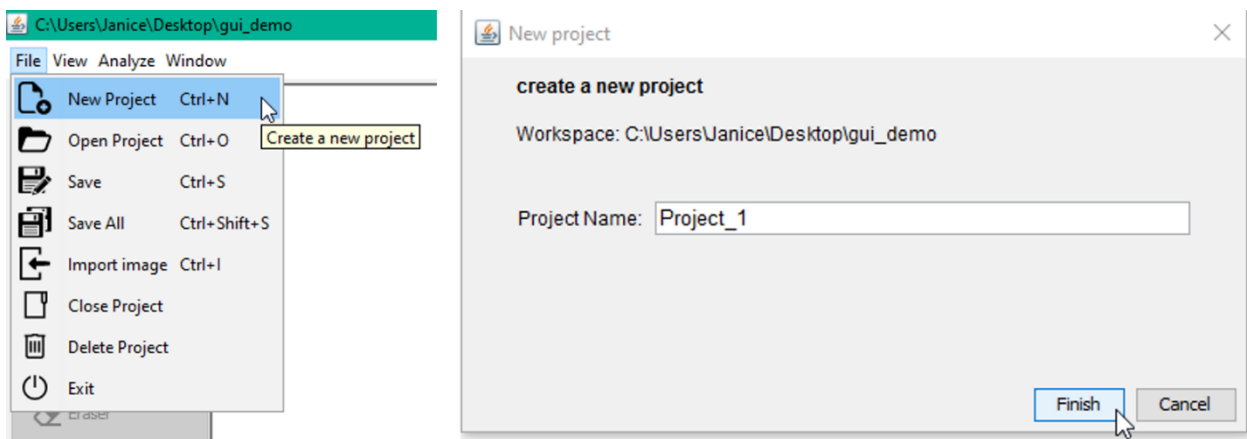 C:\Users\Janice\Desktop\gui_demo
File View Analyze Window
New Project Ctrl+N
Create a new project
Open Project Ctrl+O
Save Ctrl+S
Save All Ctrl+Shift+S
Import image Ctrl+I
Close Project
Delete Project
Exit
Eraser
New project
create a new project
Workspace: C:\Users\Janice\Desktop\gui_demo
Project Name: Project_1
Finish Cancel